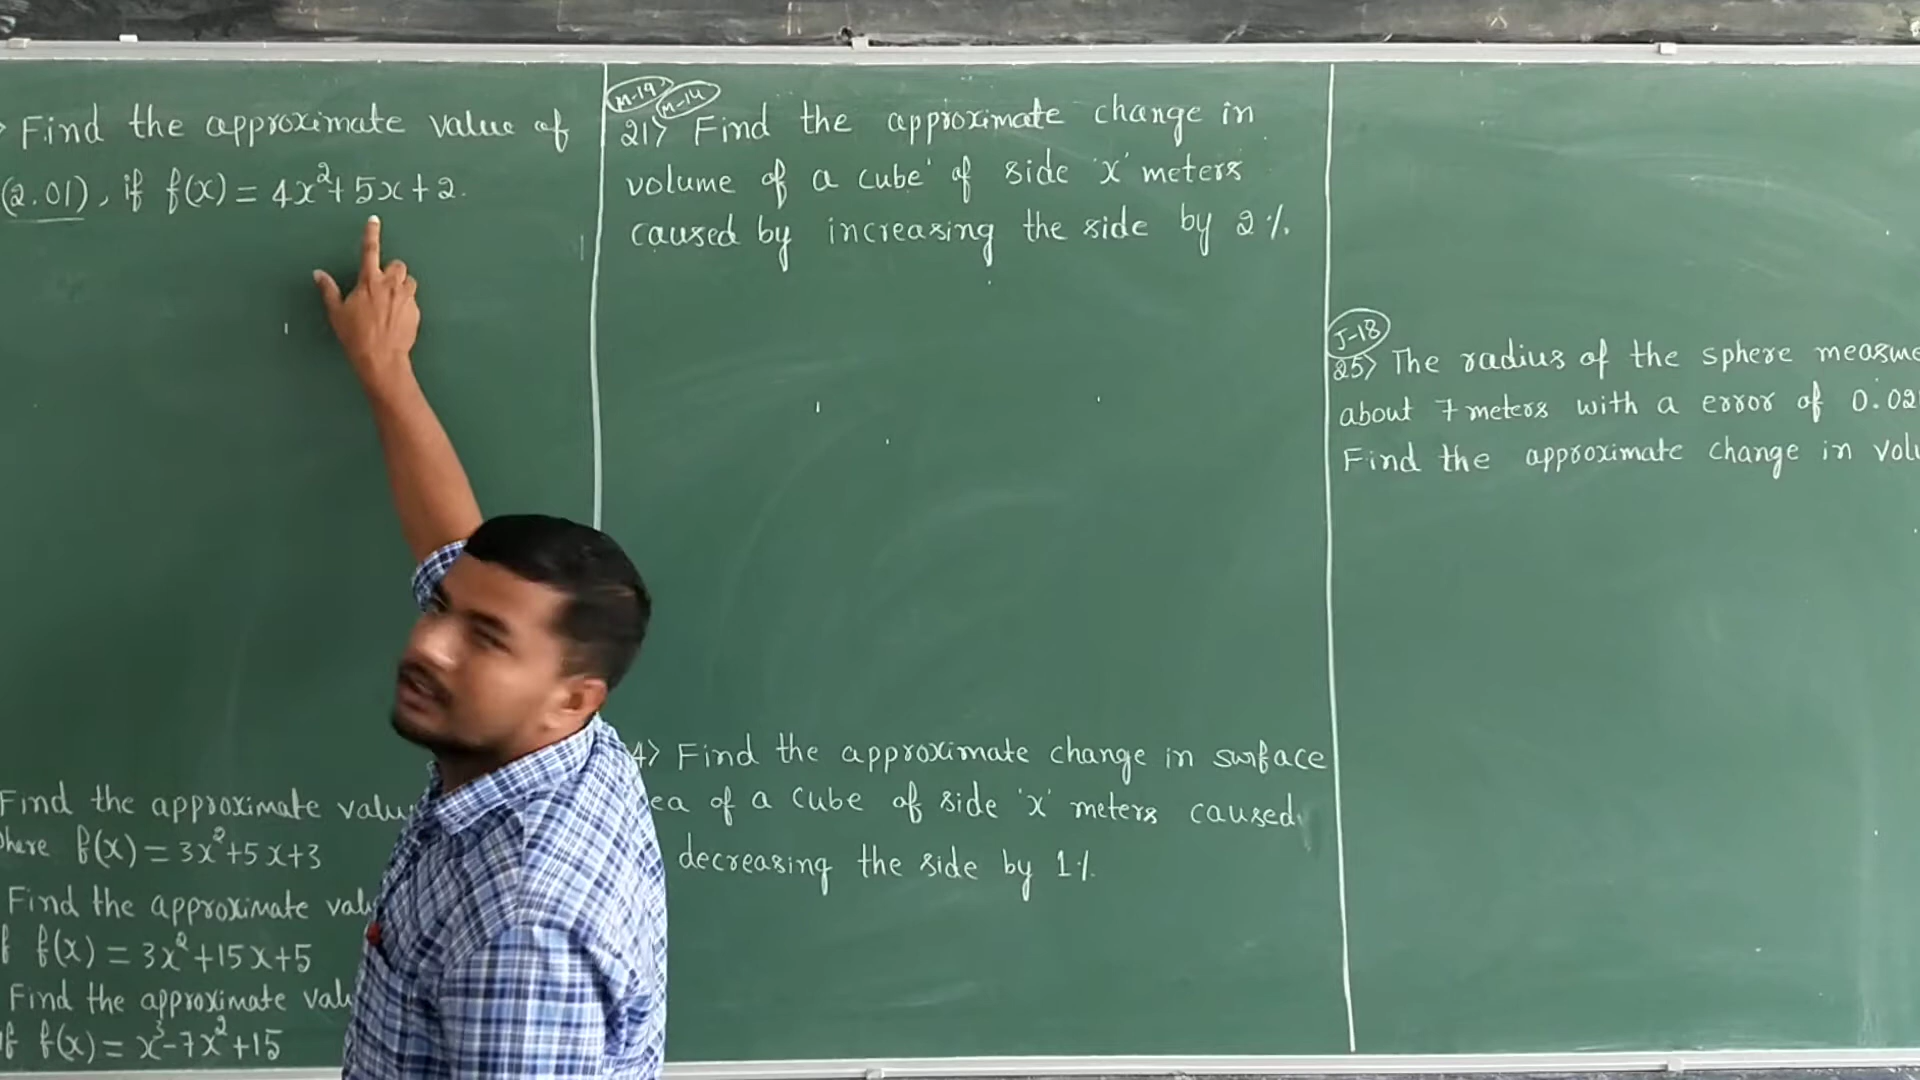 Find the approximate value of
(2.01), if f(x) = 4x²+5x+2.
Find the approximate
where f(x) = 3x²+5x+3
Find the approximate
if f(x) = 3x²+15x+5
Find the approximate
if f(x) = x³-7x²+15
M-19 M-14
21) Find the approximate change in
volume of a cube of side 'x' meters
caused by increasing the side by 2%.
4) Find the approximate change in surface
ea of a cube of side 'x' meters caused
decreasing the side by 1%.
J-18
25) The radius of the sphere measure
about 7 meters with a error of 0.02
Find the approximate change in volu